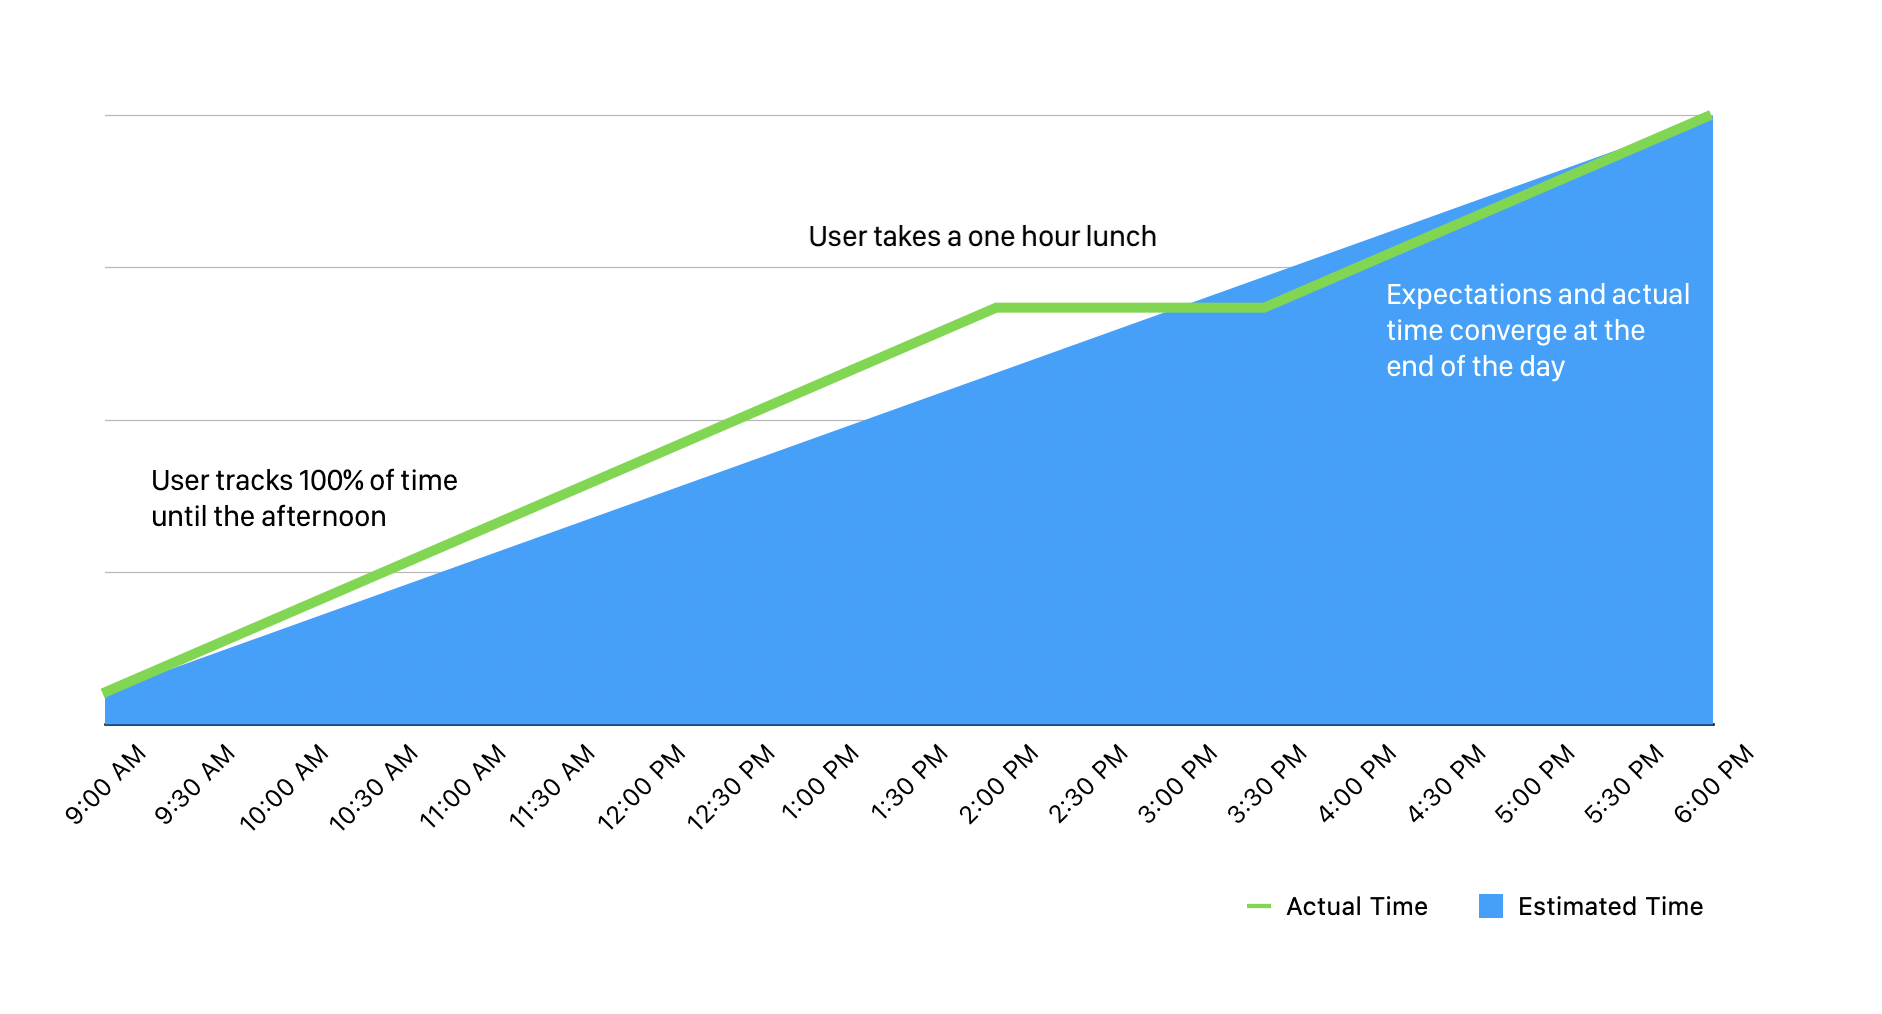 User takes a one hour lunch
Expectations and actual
time converge at the
end of the day
User tracks 100% of time
until the afternoon
9:00 AM
9:30 AM
10:00 AM
10:30 AM
11:00 AM
11:30 AM
12:00 PM
12:30 PM
1:00 PM
1:30 PM
2:00 PM
2:30 PM
3:00 PM
3:30 PM
4:00 PM
4:30 PM
5:00 PM
5:30 PM
6:00 PM
Actual Time
Estimated Time